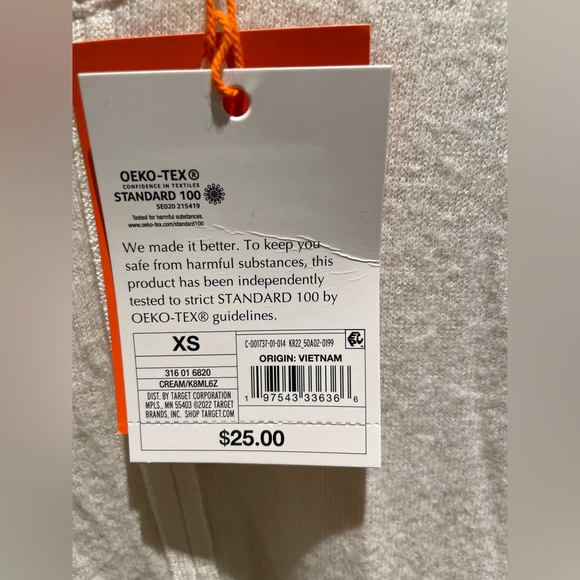 OEKO-TEX®
CONFIDENCE IN TEXTILES
STANDARD 100
SE020 215419
Tested for harmful substances.
www.oeko-tex.com/standard100
We made it better. To keep you
safe from harmful substances, this
product has been independently
tested to strict STANDARD 100 by
OEKO-TEX® guidelines.
XS
316 01 6820
CREAM/K8ML6Z
DIST. BY TARGET CORPORATION
MPLS, MN 55403 ©2022 TARGET
BRANDS, INC. SHOP TARGET.COM
C-001737-01-014 KR22_50A02-0199
ORIGIN: VIETNAM
1 97543 33636 6
$25.00